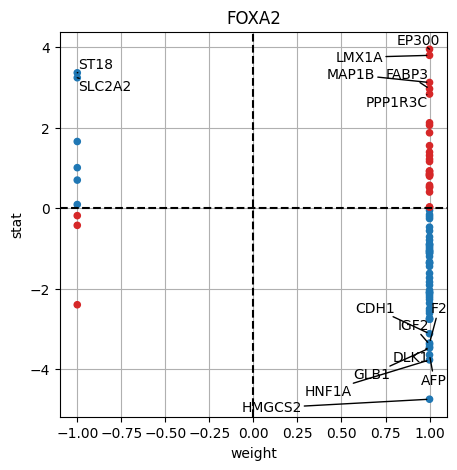 FOXA2
EP300
LMX1A
MAP1B FABP3
PPP1R3C
ST18
SLC2A2
CDH1 F2
IGF2
DLK1
GLB1
AFP
HNF1A
HMGCS2
4
2
0
−2
−4
stat
−1.00 −0.75 −0.50 −0.25 0.00 0.25 0.50 0.75 1.00
weight